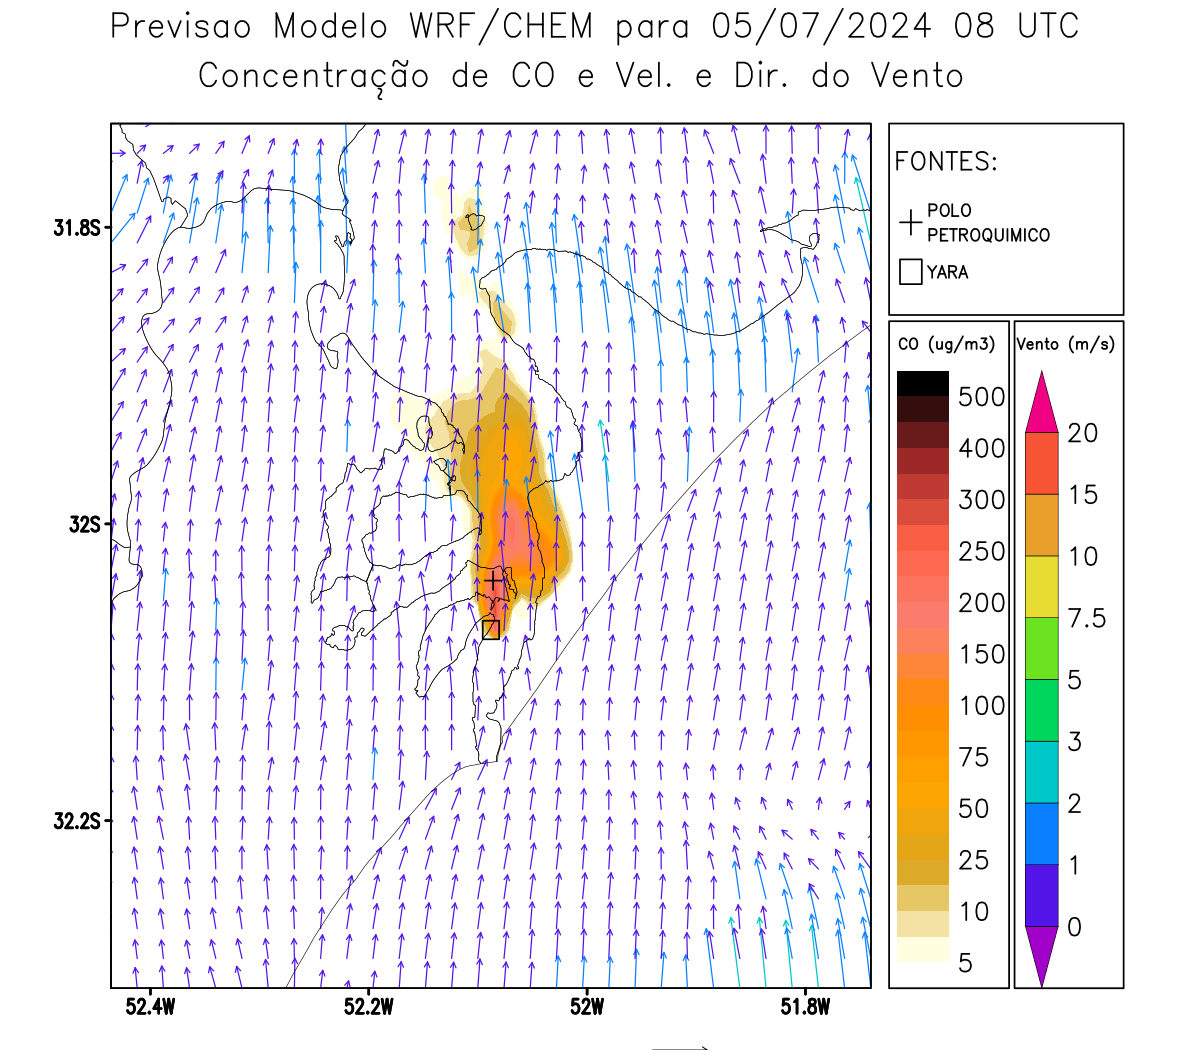 Previsao Modelo WRF/CHEM para 05/07/2024 08 UTC
Concentração de CO e Vel. e Dir. do Vento
FONTES:
POLO
PETROQUIMICO
YARA
CO (ug/m3)
500
400
300
250
200
150
100
75
50
25
10
5
Vento (m/s)
20
15
10
7.5
5
3
2
1
0
31.8S
32S
32.2S
52.4W
52.2W
52W
51.8W